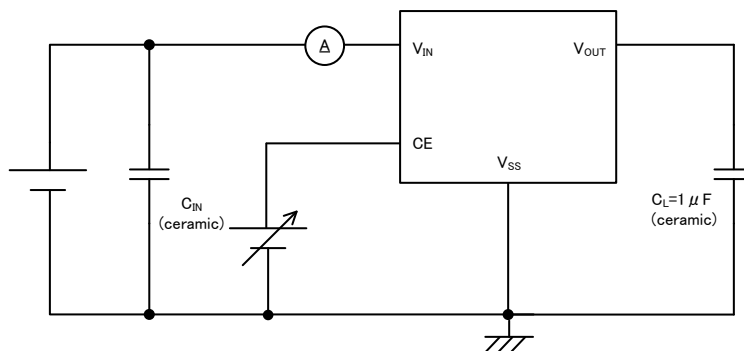 A
V_IN
V_OUT
CE
V_SS
C_IN
(ceramic)
C_L=1 μF
(ceramic)